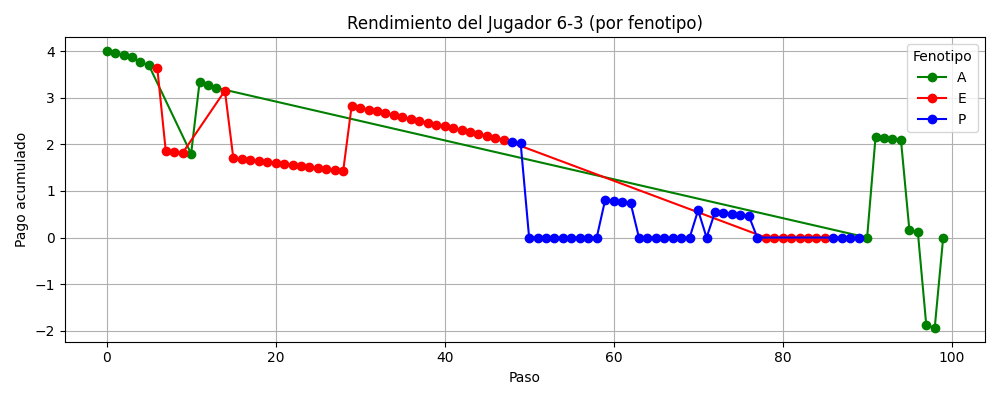 Rendimiento del Jugador 6-3 (por fenotipo)
Pago acumulado
4
3
2
1
0
−1
−2
Fenotipo
A
E
P
0 20 40 60 80 100
Paso